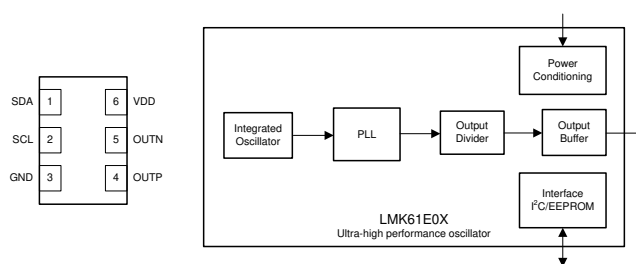 SDA 1 6 VDD
SCL 2 5 OUTN
GND 3 4 OUTP
Power
Conditioning
Integrated
Oscillator
PLL
Output
Divider
Output
Buffer
Interface
I²C/EEPROM
LMK61E0X
Ultra-high performance oscillator